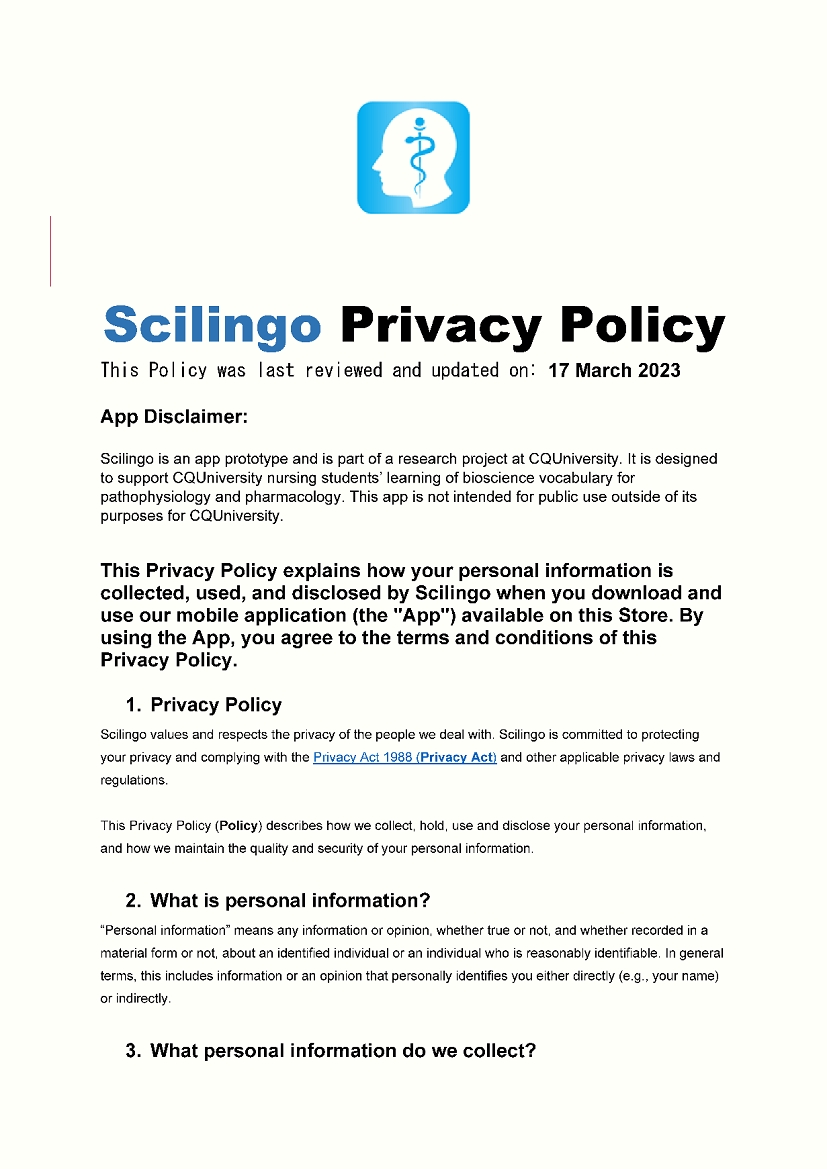 Scilingo Privacy Policy
This Policy was last reviewed and updated on: 17 March 2023
App Disclaimer:
Scilingo is an app prototype and is part of a research project at CQUniversity. It is designed
to support CQUniversity nursing students’ learning of bioscience vocabulary for
pathophysiology and pharmacology. This app is not intended for public use outside of its
purposes for CQUniversity.
This Privacy Policy explains how your personal information is
collected, used, and disclosed by Scilingo when you download and
use our mobile application (the "App") available on this Store. By
using the App, you agree to the terms and conditions of this
Privacy Policy.
1. Privacy Policy
Scilingo values and respects the privacy of the people we deal with. Scilingo is committed to protecting
your privacy and complying with the Privacy Act 1988 (Privacy Act) and other applicable privacy laws and
regulations.
This Privacy Policy (Policy) describes how we collect, hold, use and disclose your personal information,
and how we maintain the quality and security of your personal information.
2. What is personal information?
“Personal information” means any information or opinion, whether true or not, and whether recorded in a
material form or not, about an identified individual or an individual who is reasonably identifiable. In general
terms, this includes information or an opinion that personally identifies you either directly (e.g., your name)
or indirectly.
3. What personal information do we collect?